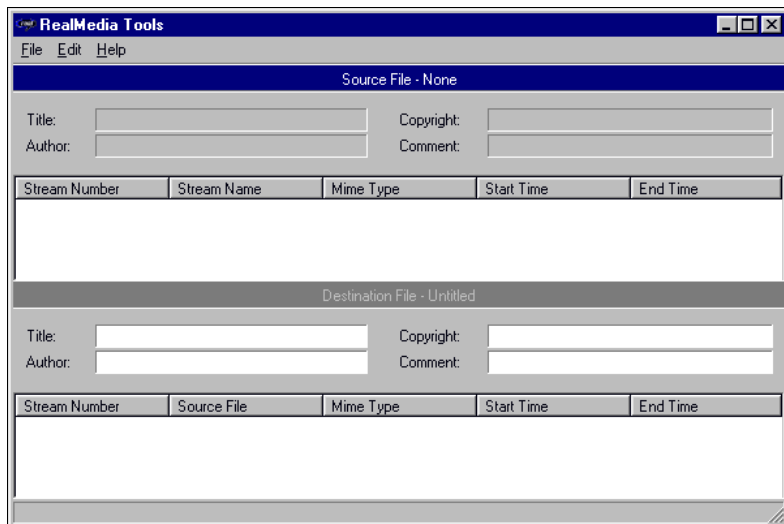 RealMedia Tools
File Edit Help
Source File - None
Title: Copyright:
Author: Comment:
Stream Number Stream Name Mime Type Start Time End Time
Destination File - Untitled
Title: Copyright:
Author: Comment:
Stream Number Source File Mime Type Start Time End Time